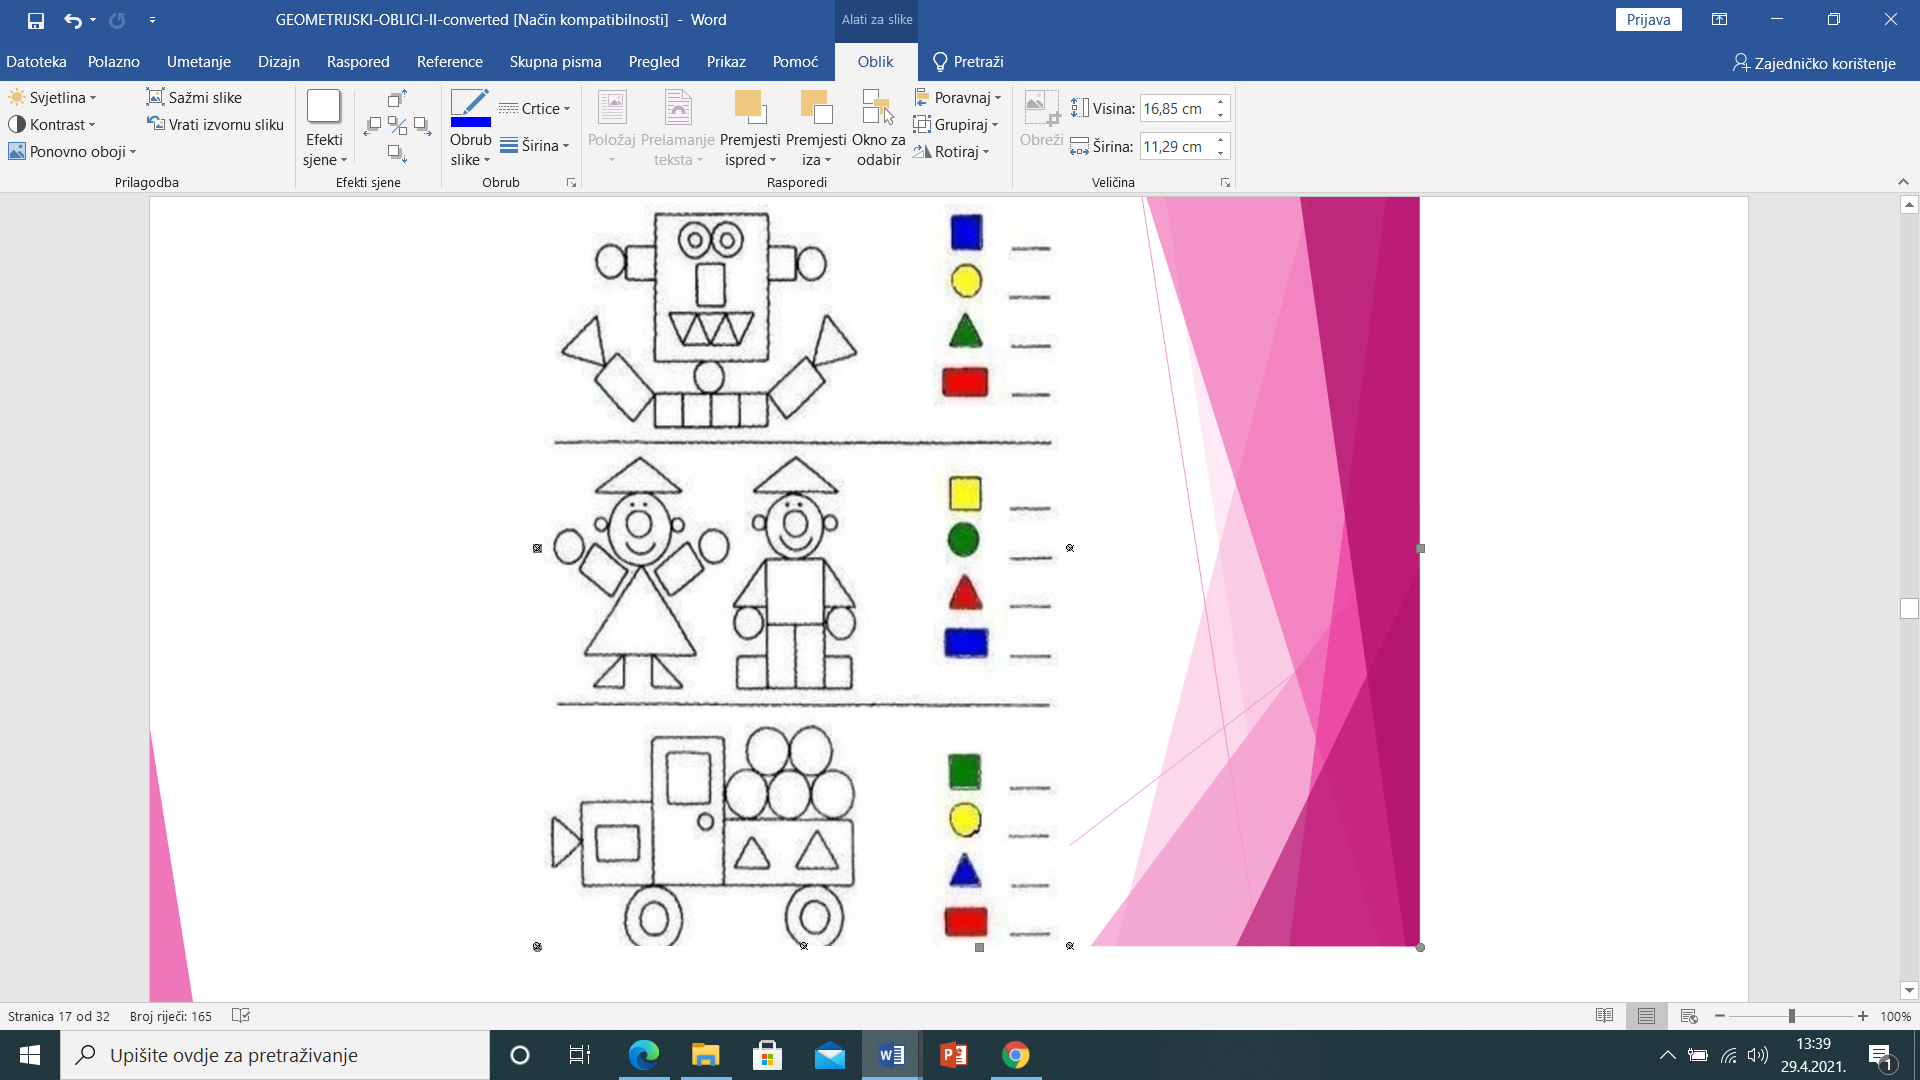 GEOMETRIJSKI-OBLICI-II-converted [Način kompatibilnosti] - Word
Alati za slike
Prijava
Datoteka Polazno Umetanje Dizajn Raspored Reference Skupna pisma Pregled Prikaz Pomoć Oblik Pretraži Zajedničko korištenje
Svjetlina
Kontrast
Ponovno oboji
Sažmi slike
Vrati izvornu sliku
Prilagodba
Efekti
sjene
Efekti sjene
Obrub
slike
Crtice
Širina
Obrub
Položaj
Prelamanje
teksta
Premjesti
ispred
Premjesti
iza
Okno za
odabir
Poravnaj
Grupiraj
Rotiraj
Rasporedi
Obreži
Visina: 16,85 cm
Širina: 11,29 cm
Veličina
Stranica 17 od 32 Broj riječi: 165
100%
Upišite ovdje za pretraživanje
13:39
29.4.2021.
1